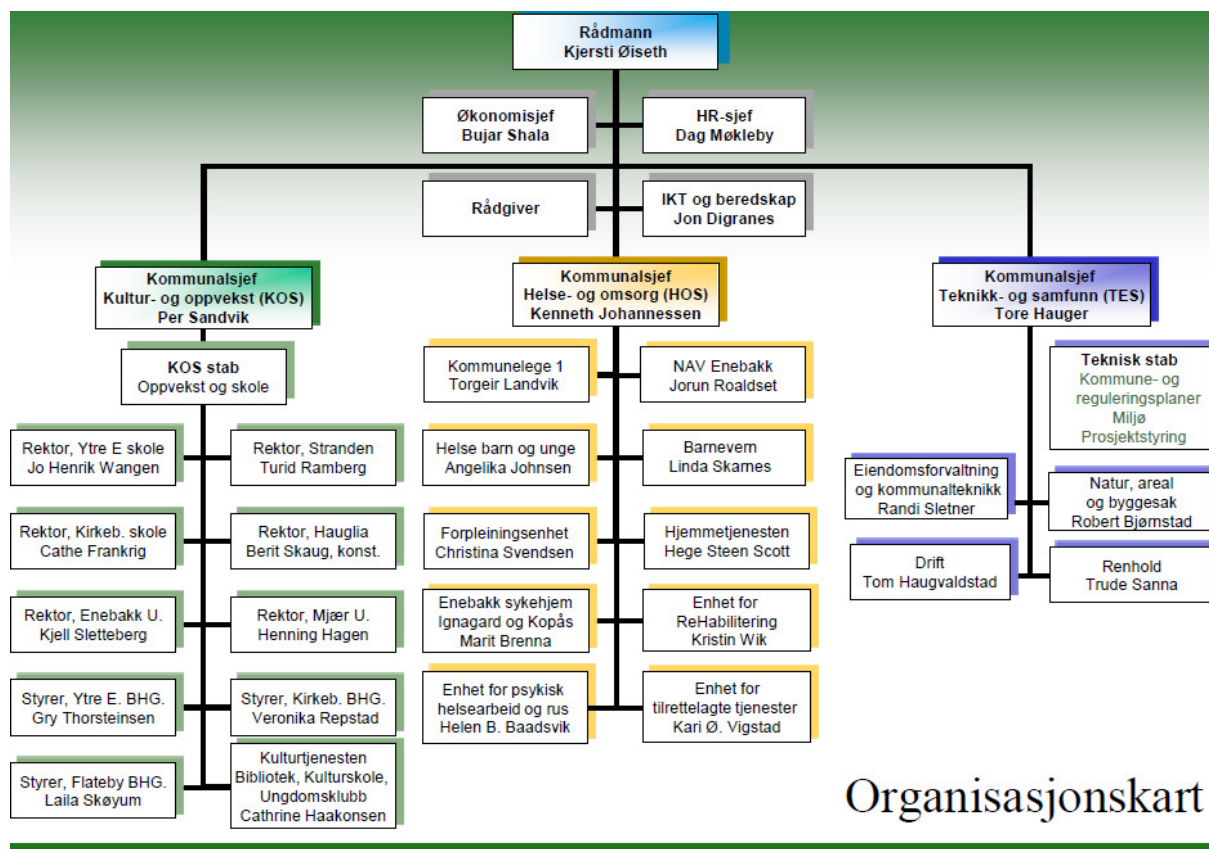 Rådmann
Kjersti Øiseth
Økonomisjef
Bujar Shala
HR-sjef
Dag Møkleby
Rådgiver
IKT og beredskap
Jon Digranes
Kommunalsjef
Kultur- og oppvekst (KOS)
Per Sandvik
Kommunalsjef
Helse- og omsorg (HOS)
Kenneth Johannessen
Kommunalsjef
Teknikk- og samfunn (TES)
Tore Hauger
KOS stab
Oppvekst og skole
Rektor, Ytre E skole
Jo Henrik Wangen
Rektor, Stranden
Turid Ramberg
Rektor, Kirkeb. skole
Cathe Frankrig
Rektor, Hauglia
Berit Skaug, konst.
Rektor, Enebakk U.
Kjell Sletteberg
Rektor, Mjær U.
Henning Hagen
Styrer, Ytre E. BHG.
Gry Thorsteinsen
Styrer, Kirkeb. BHG.
Veronika Repstad
Styrer, Flateby BHG.
Laila Skøyum
Kulturtjenesten
Bibliotek, Kulturskole,
Ungdomsklubb
Cathrine Haakonsen
Kommunelege 1
Torgeir Landvik
NAV Enebakk
Jorun Roaldset
Helse barn og unge
Angelika Johnsen
Barnevern
Linda Skarnes
Forpleiningsenhet
Christina Svendsen
Hjemmetjenesten
Hege Steen Scott
Enebakk sykehjem
Ignagard og Kopås
Marit Brenna
Enhet for
ReHabilitering
Kristin Wik
Enhet for psykisk
helsearbeid og rus
Helen B. Baadsvik
Enhet for
tilrettelagte tjenester
Kari Ø. Vigstad
Teknisk stab
Kommune- og
reguleringsplaner
Miljø
Prosjektstyring
Eiendomsforvaltning
og kommunalteknikk
Randi Sletner
Natur, areal
og byggesak
Robert Bjørnstad
Drift
Tom Haugvaldstad
Renhold
Trude Sanna
Organisasjonskart